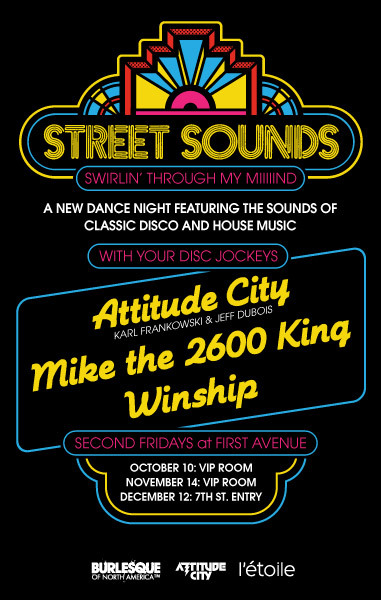 STREET SOUNDS
SWIRLIN' THROUGH MY MIIIIIND
A NEW DANCE NIGHT FEATURING THE SOUNDS OF
CLASSIC DISCO AND HOUSE MUSIC
WITH YOUR DISC JOCKEYS
Attitude City
KARL FRANKOWSKI & JEFF DUBOIS
Mike the 2600 King
Winship
SECOND FRIDAYS at FIRST AVENUE
OCTOBER 10: VIP ROOM
NOVEMBER 14: VIP ROOM
DECEMBER 12: 7TH ST. ENTRY
BURLESQUE
OF NORTH AMERICA™
ATTITUDE
CITY
l'étoile